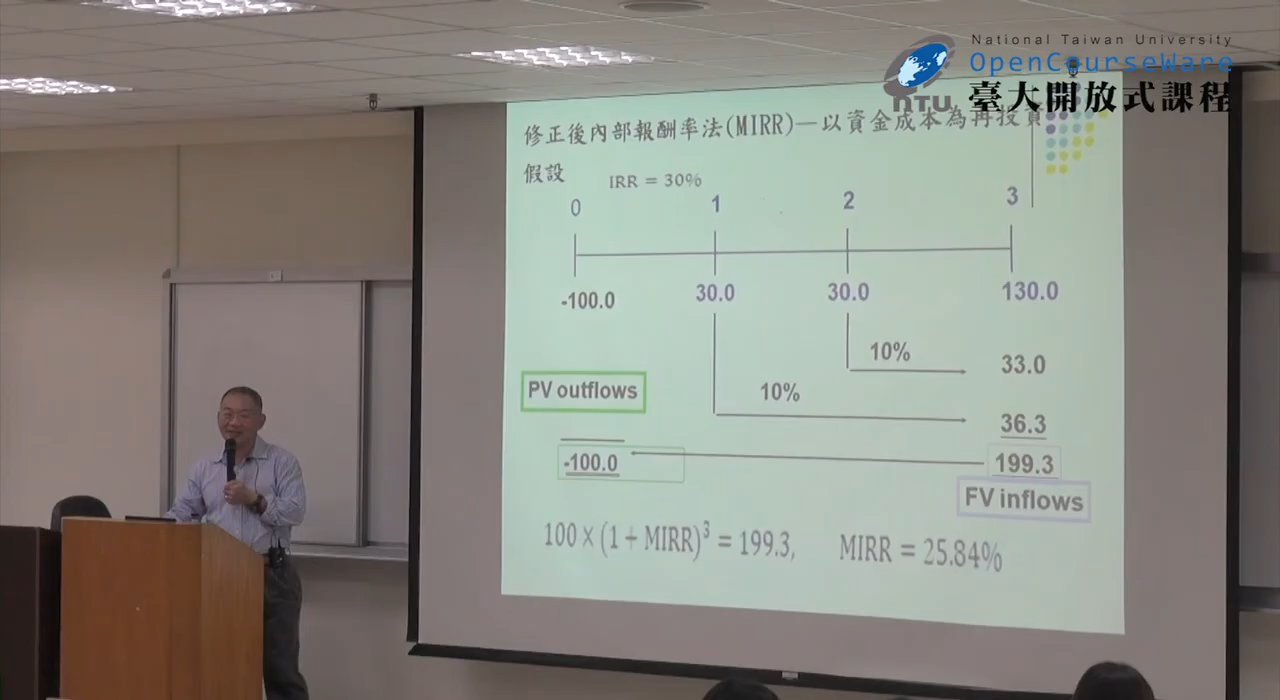 National Taiwan University
OpenCourseWare
NTU
臺大開放式課程
修正後內部報酬率法(MIRR)—以資金成本為再投資
假設
IRR = 30%
0 1 2 3
-100.0 30.0 30.0 130.0
10% 33.0
PV outflows
10% 36.3
-100.0 199.3
FV inflows
100 × (1 + MIRR)³ = 199.3, MIRR = 25.84%